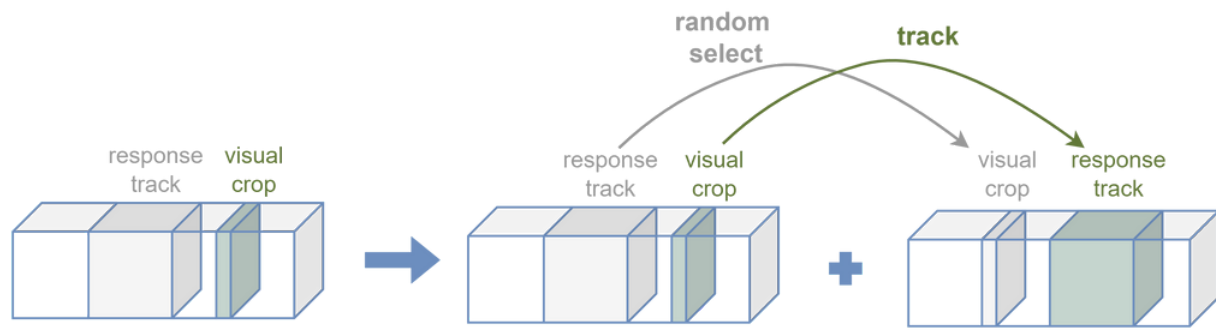 random
select
track
response
track
visual
crop
response
track
visual
crop
visual
crop
response
track